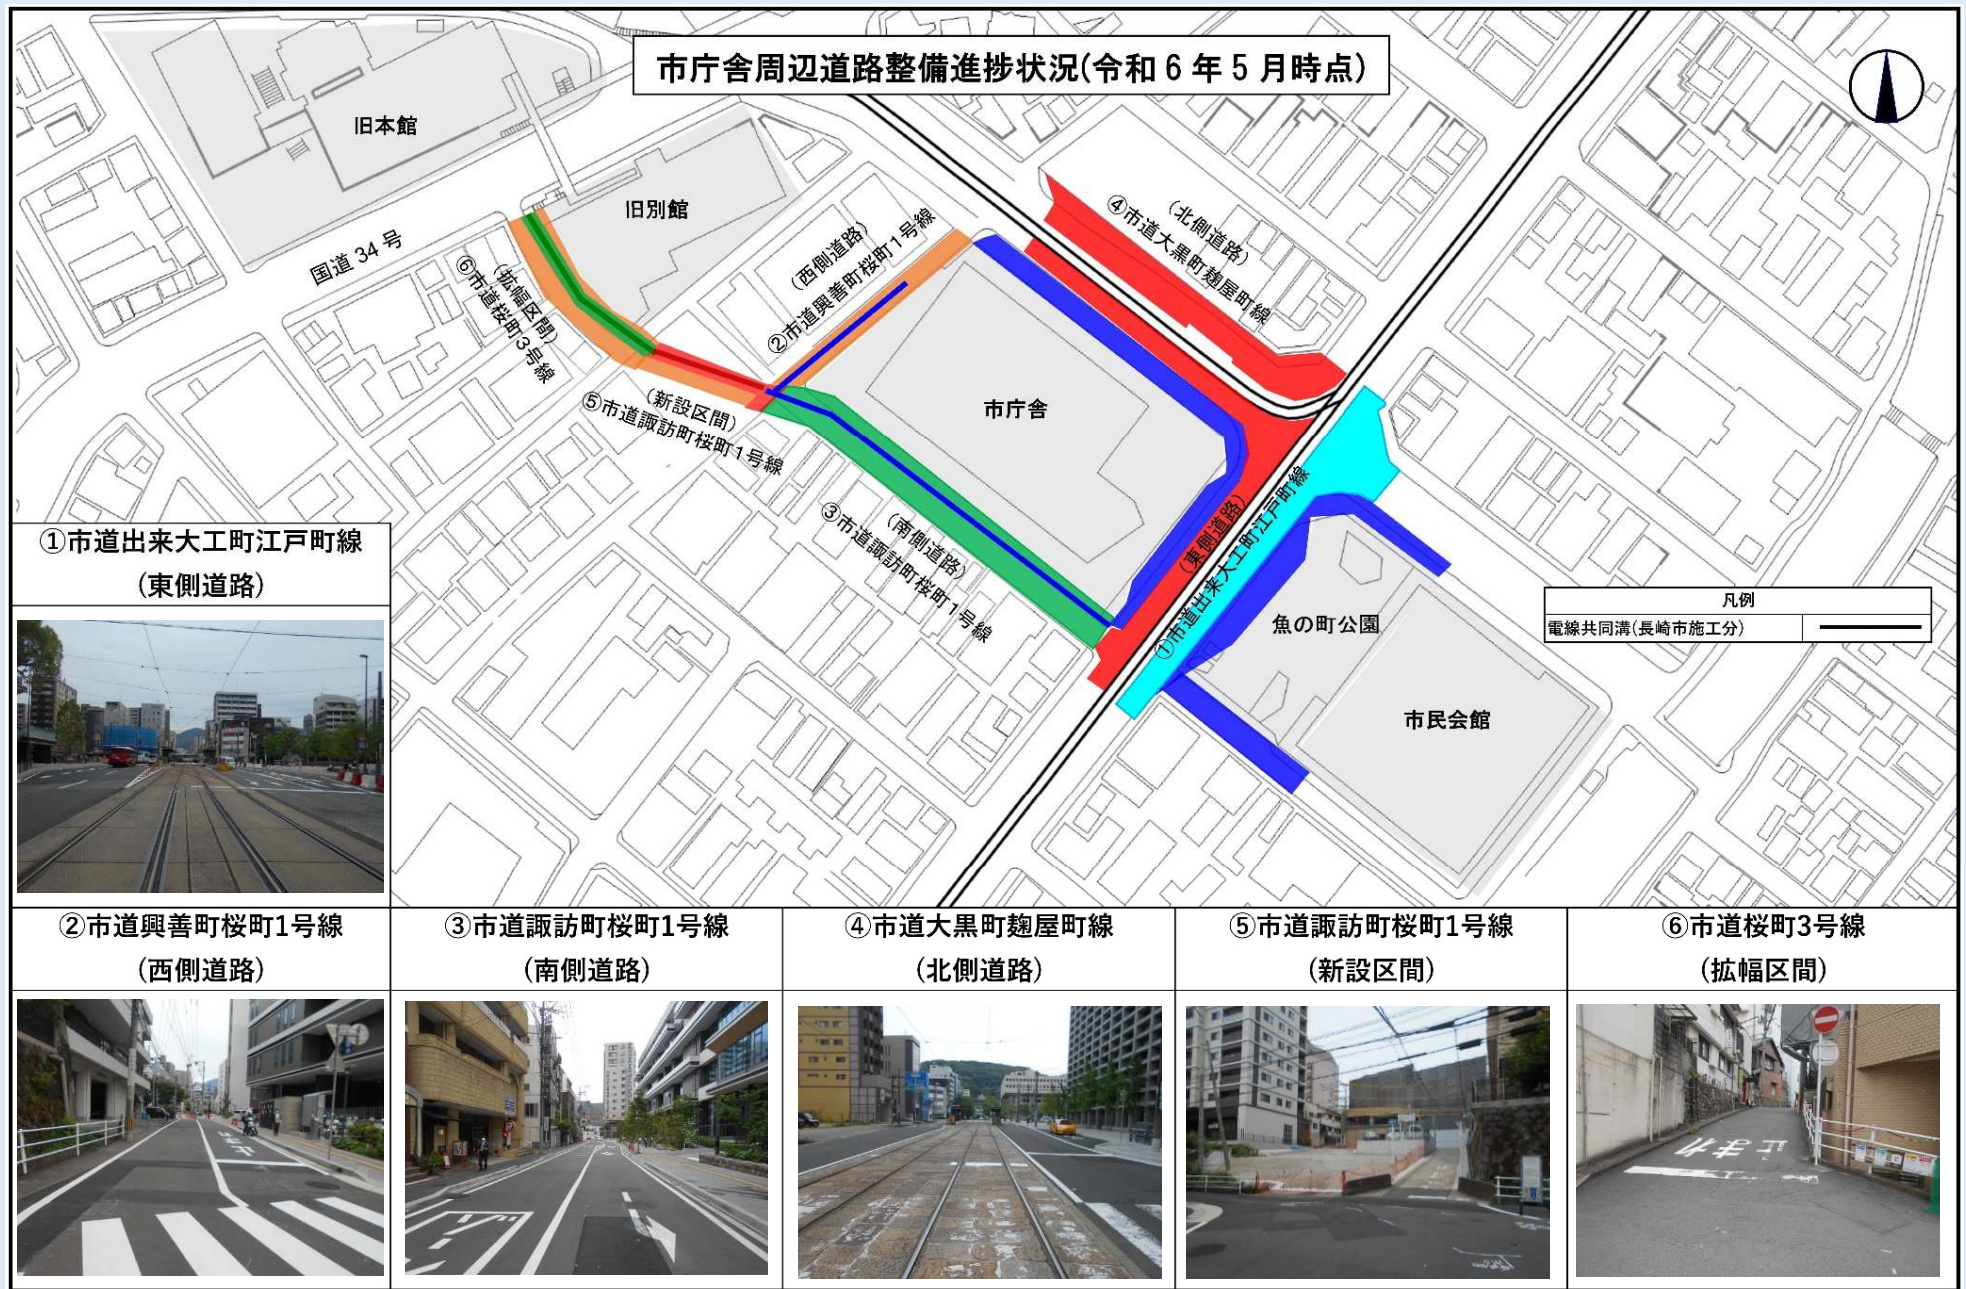 市庁舎周辺道路整備進捗状況(令和6年5月時点)
旧本館
旧別館
国道34号
(拡幅区間)
⑥市道桜町3号線
(西側道路)
②市道興善町桜町1号線
(北側道路)
④市道大黒町麹屋町線
(新設区間)
⑤市道諏訪町桜町1号線
市庁舎
(南側道路)
③市道諏訪町桜町1号線
(東側道路)
①市道出来大工町江戸町線
魚の町公園
市民会館
凡例
電線共同溝(長崎市施工分)
①市道出来大工町江戸町線
(東側道路)
②市道興善町桜町1号線
(西側道路)
③市道諏訪町桜町1号線
(南側道路)
④市道大黒町麹屋町線
(北側道路)
⑤市道諏訪町桜町1号線
(新設区間)
⑥市道桜町3号線
(拡幅区間)
止まれ